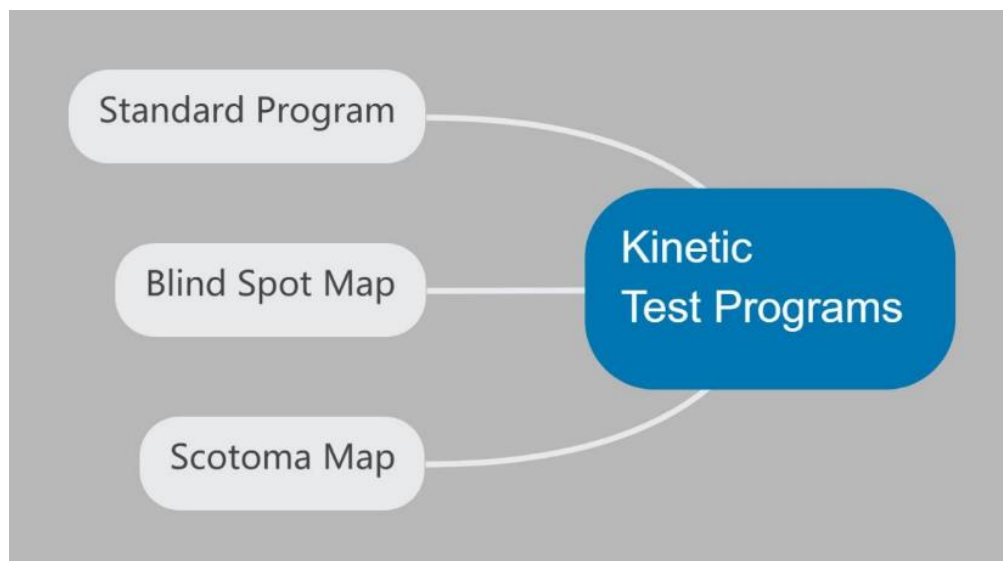 Standard Program
Blind Spot Map
Scotoma Map
Kinetic
Test Programs